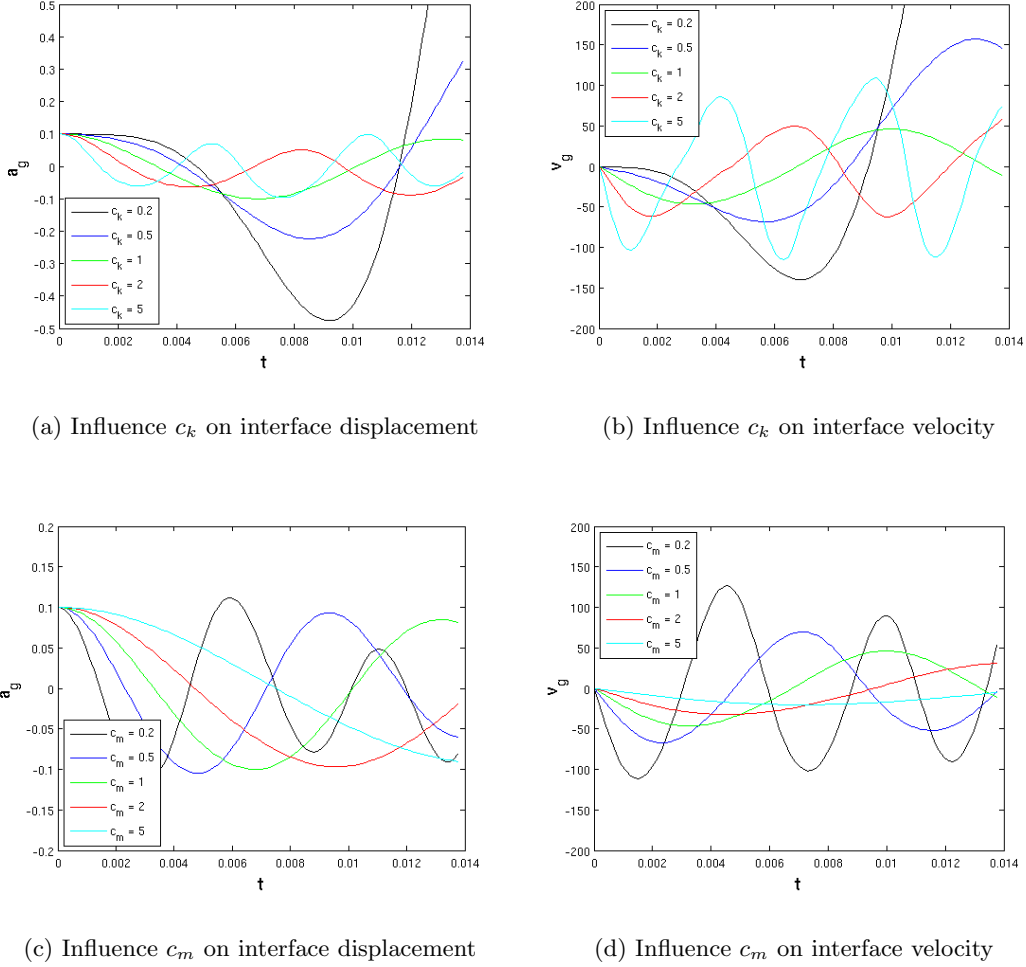 0.5
0.4
0.3
0.2
0.1
0
-0.1
-0.2
-0.3
-0.4
-0.5
a_g
c_k = 0.2
c_k = 0.5
c_k = 1
c_k = 2
c_k = 5
0 0.002 0.004 0.006 0.008 0.01 0.012 0.014
t
(a) Influence c_k on interface displacement
200
150
100
50
0
-50
-100
-150
-200
v_g
c_k = 0.2
c_k = 0.5
c_k = 1
c_k = 2
c_k = 5
0 0.002 0.004 0.006 0.008 0.01 0.012 0.014
t
(b) Influence c_k on interface velocity
0.2
0.15
0.1
0.05
0
-0.05
-0.1
-0.15
-0.2
a_g
c_m = 0.2
c_m = 0.5
c_m = 1
c_m = 2
c_m = 5
0 0.002 0.004 0.006 0.008 0.01 0.012 0.014
t
(c) Influence c_m on interface displacement
200
150
100
50
0
-50
-100
-150
-200
v_g
c_m = 0.2
c_m = 0.5
c_m = 1
c_m = 2
c_m = 5
0 0.002 0.004 0.006 0.008 0.01 0.012 0.014
t
(d) Influence c_m on interface velocity